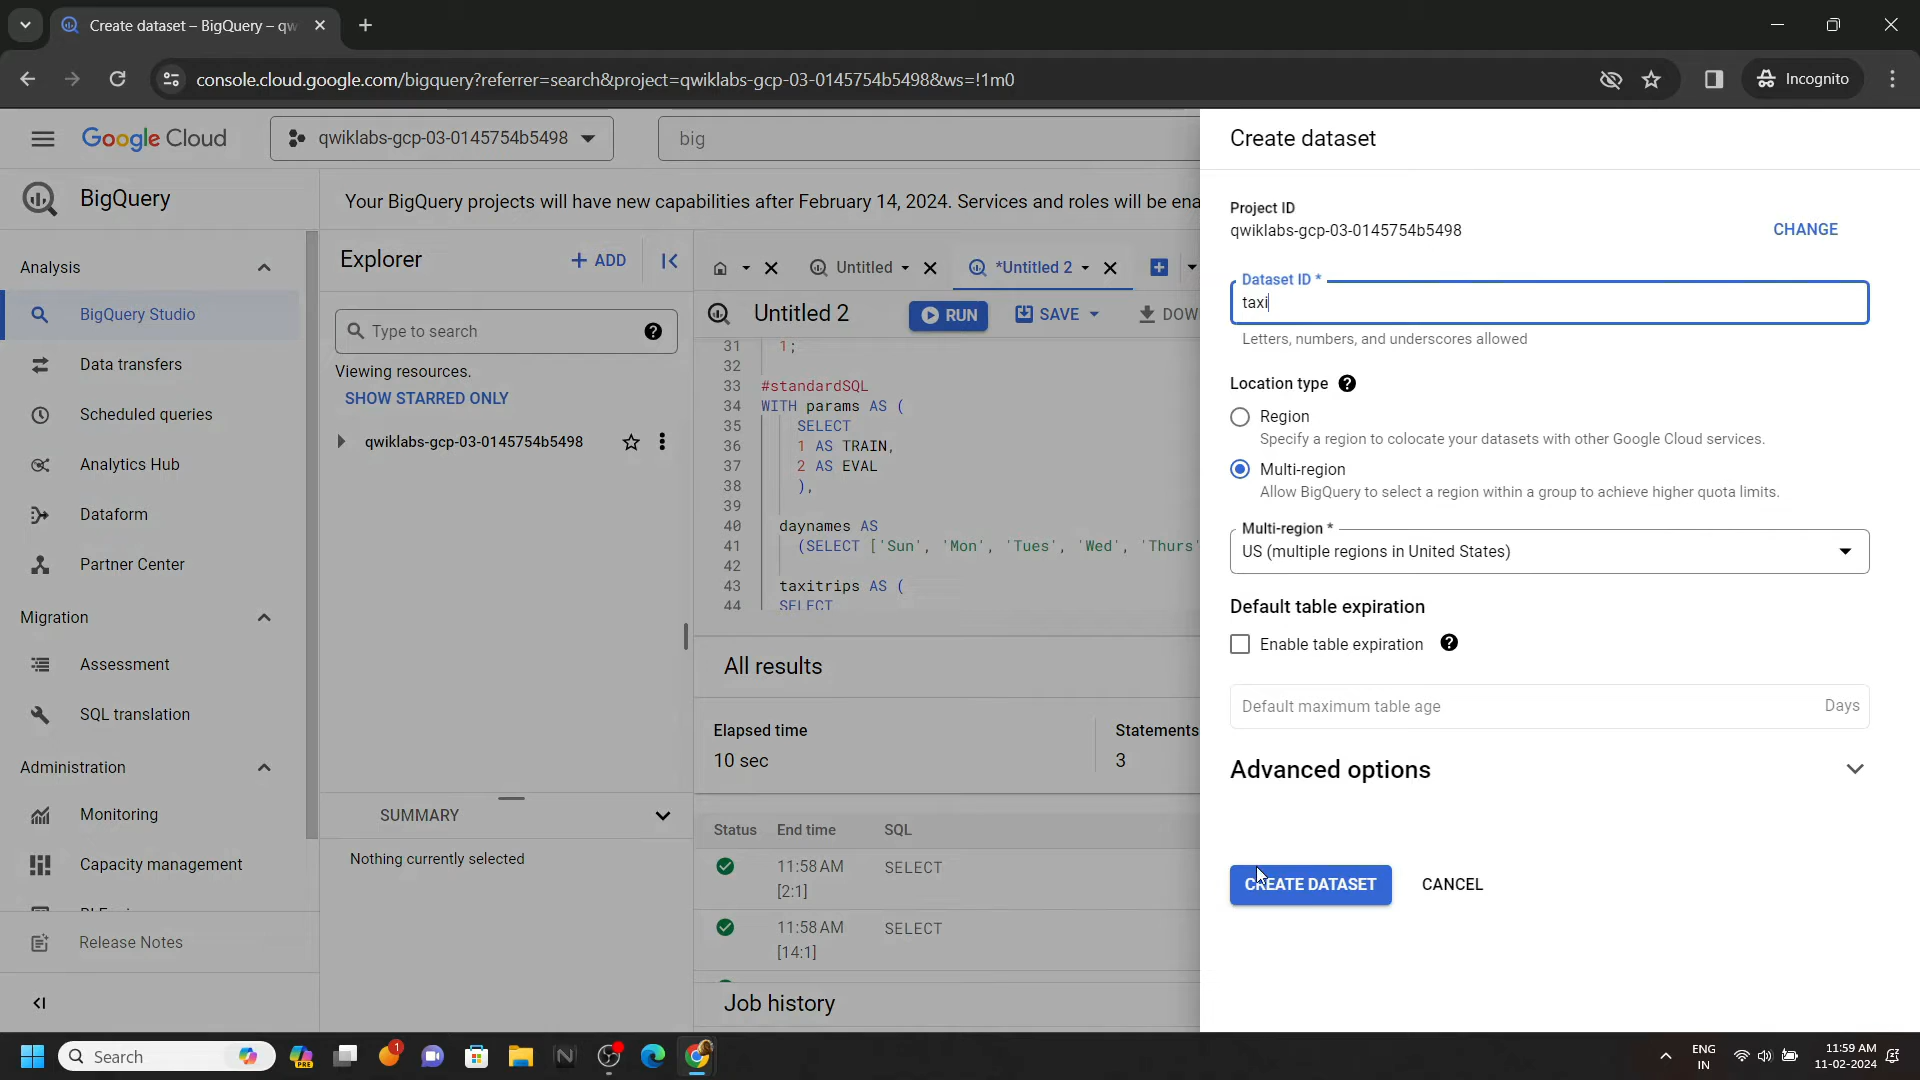 Create dataset – BigQuery – qw
console.cloud.google.com/bigquery?referrer=search&project=qwiklabs-gcp-03-0145754b5498&ws=!1m0
Incognito
Google Cloud
qwiklabs-gcp-03-0145754b5498
big
BigQuery
Your BigQuery projects will have new capabilities after February 14, 2024. Services and roles will be ena
Analysis
BigQuery Studio
Data transfers
Scheduled queries
Analytics Hub
Dataform
Partner Center
Migration
Assessment
SQL translation
Administration
Monitoring
Capacity management
Release Notes
Explorer
+ ADD
Type to search
Viewing resources.
SHOW STARRED ONLY
qwiklabs-gcp-03-0145754b5498
SUMMARY
Nothing currently selected
Untitled
*Untitled 2
Untitled 2
RUN
SAVE
DOW
31 1;
32
33 #standardSQL
34 WITH params AS (
35 SELECT
36 1 AS TRAIN,
37 2 AS EVAL
38 ),
39
40 daynames AS
41 (SELECT ['Sun', 'Mon', 'Tues', 'Wed', 'Thurs'
42
43 taxitrips AS (
44 SELECT
All results
Elapsed time
10 sec
Statements
3
Status End time SQL
11:58 AM SELECT
[2:1]
11:58 AM SELECT
[14:1]
Job history
Create dataset
Project ID
qwiklabs-gcp-03-0145754b5498
CHANGE
Dataset ID *
taxi
Letters, numbers, and underscores allowed
Location type
Region
Specify a region to colocate your datasets with other Google Cloud services.
Multi-region
Allow BigQuery to select a region within a group to achieve higher quota limits.
Multi-region *
US (multiple regions in United States)
Default table expiration
Enable table expiration
Default maximum table age
Days
Advanced options
CREATE DATASET
CANCEL
Search
PRE
1
ENG
IN
11:59 AM
11-02-2024